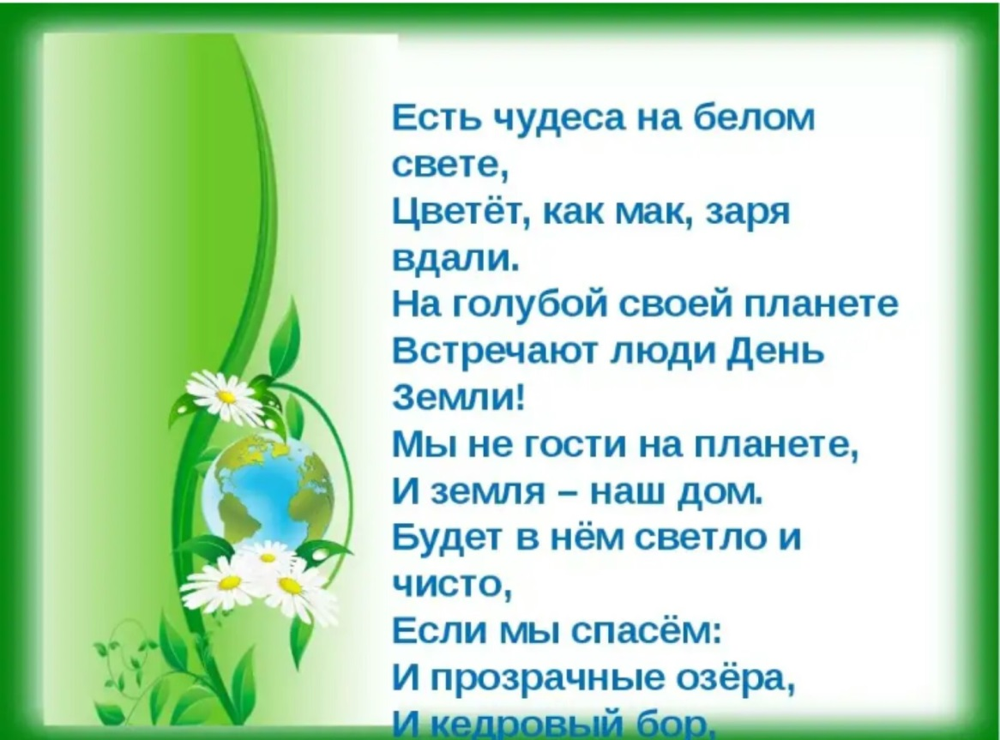 Есть чудеса на белом
свете,
Цветёт, как мак, заря
вдали.
На голубой своей планете
Встречают люди День
Земли!
Мы не гости на планете,
И земля – наш дом.
Будет в нём светло и
чисто,
Если мы спасём:
И прозрачные озёра,
И кедровый бор,